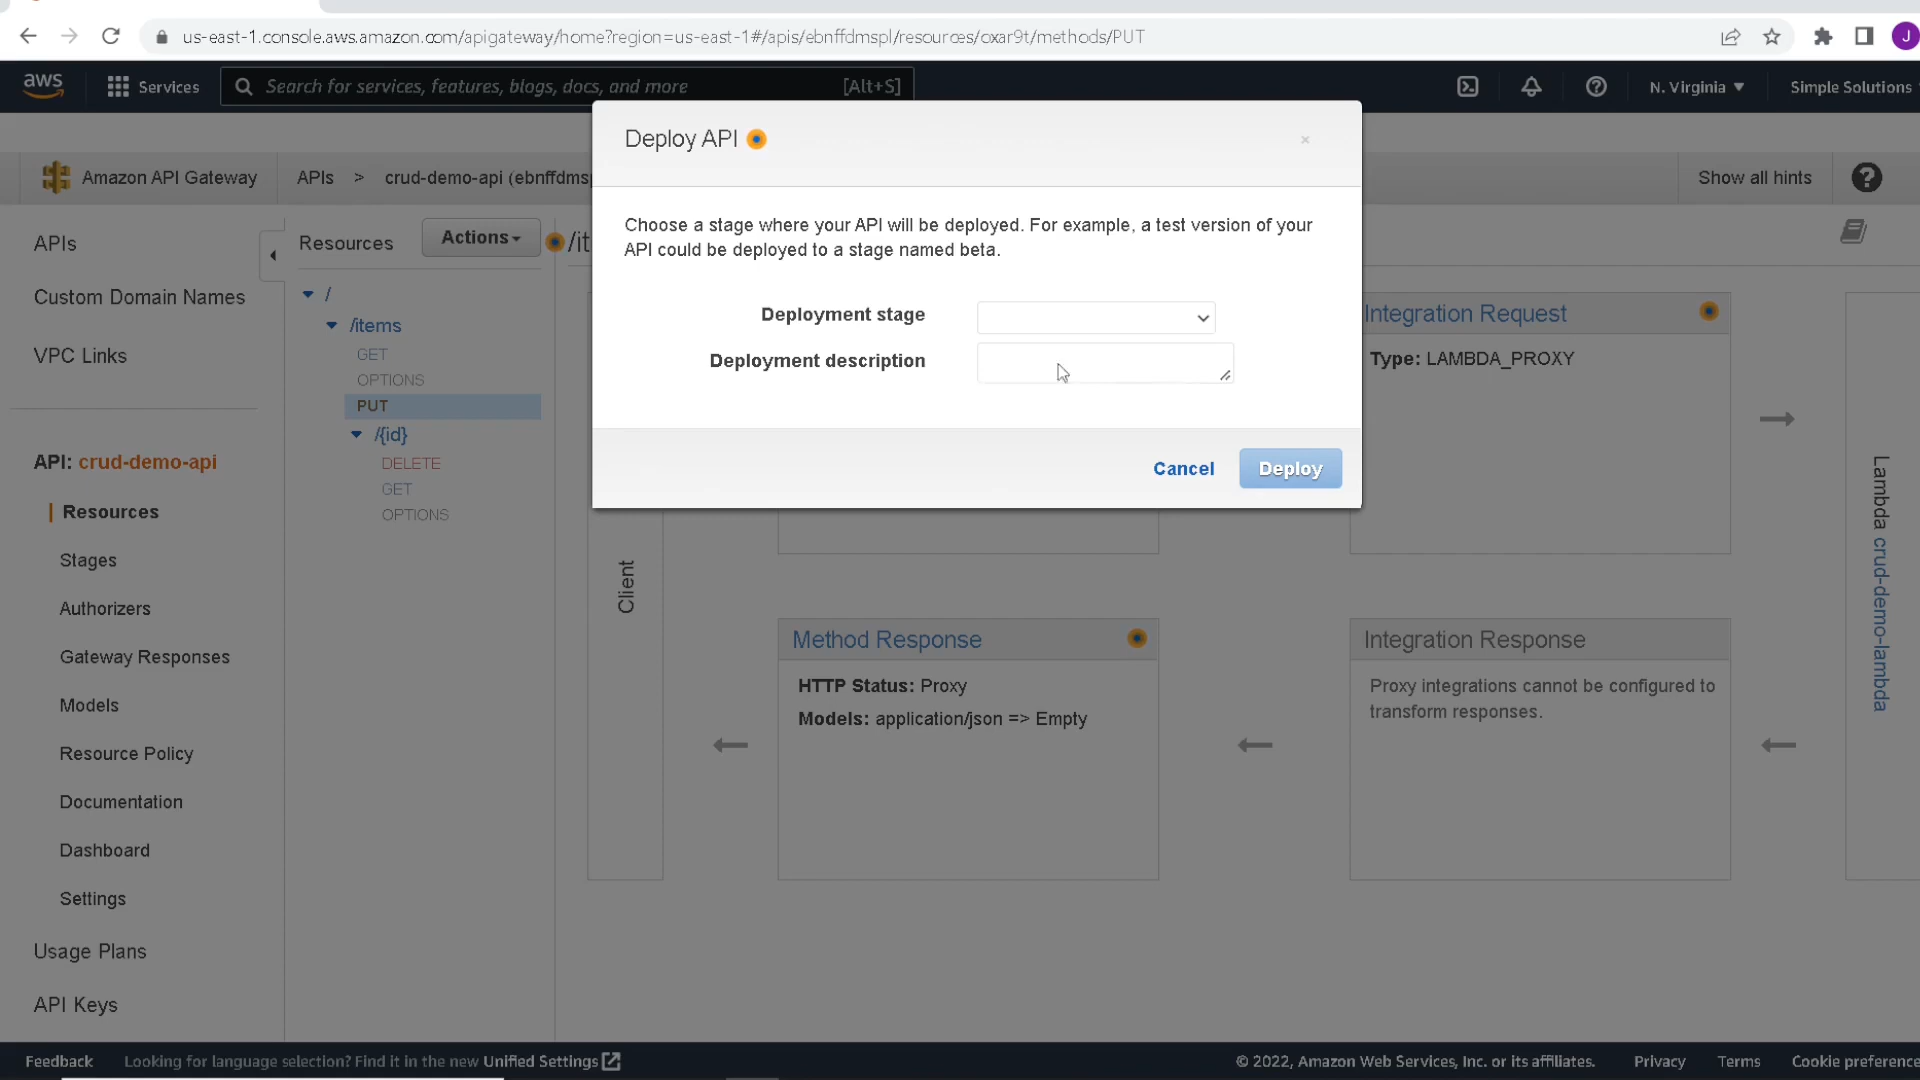 us-east-1.console.aws.amazon.com/apigateway/home?region=us-east-1#/apis/ebnffdmspl/resources/oxar9t/methods/PUT
J
aws
Services
Search for services, features, blogs, docs, and more
[Alt+S]
N. Virginia
Simple Solutions
Amazon API Gateway
APIs > crud-demo-api (ebnffdmsp
Show all hints
APIs
Custom Domain Names
VPC Links
API: crud-demo-api
Resources
Stages
Authorizers
Gateway Responses
Models
Resource Policy
Documentation
Dashboard
Settings
Usage Plans
API Keys
Resources
Actions
/
/items
GET
OPTIONS
PUT
/{id}
DELETE
GET
OPTIONS
/it
Deploy API
×
Choose a stage where your API will be deployed. For example, a test version of your
API could be deployed to a stage named beta.
Deployment stage
Deployment description
Cancel
Deploy
Client
Integration Request
Type: LAMBDA_PROXY
Method Response
HTTP Status: Proxy
Models: application/json => Empty
Integration Response
Proxy integrations cannot be configured to
transform responses.
Lambda crud-demo-lambda
Feedback
Looking for language selection? Find it in the new Unified Settings
© 2022, Amazon Web Services, Inc. or its affiliates.
Privacy
Terms
Cookie preference